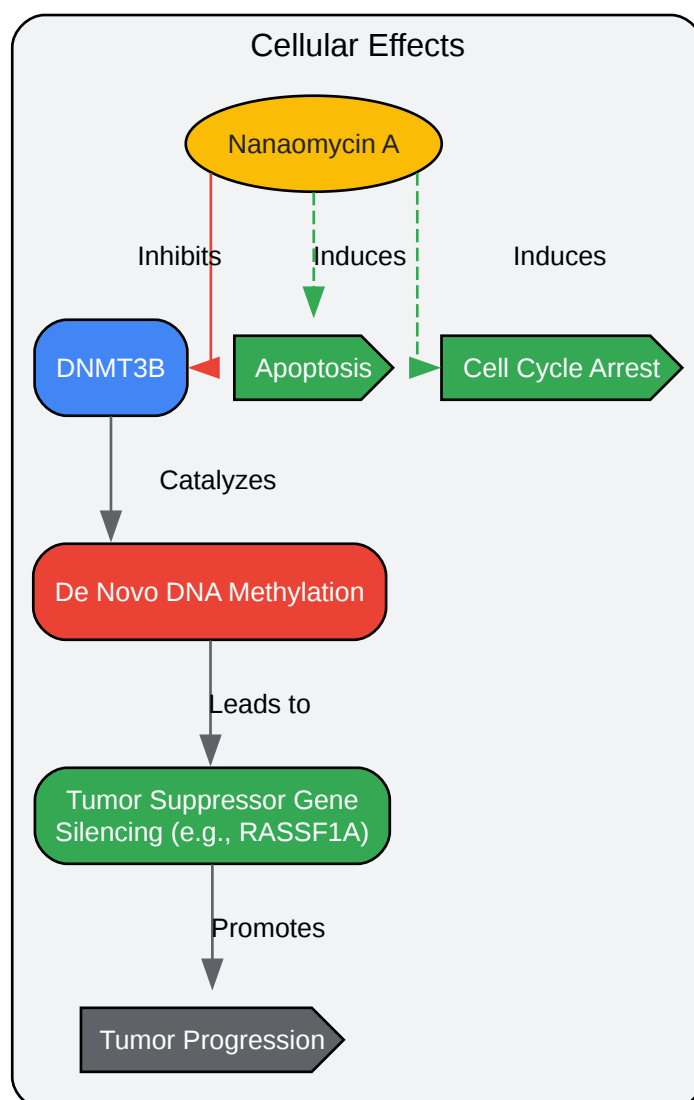 Cellular Effects
Nanaomycin A
Inhibits
Induces
Induces
DNMT3B
Apoptosis
Cell Cycle Arrest
Catalyzes
De Novo DNA Methylation
Leads to
Tumor Suppressor Gene
Silencing (e.g., RASSF1A)
Promotes
Tumor Progression